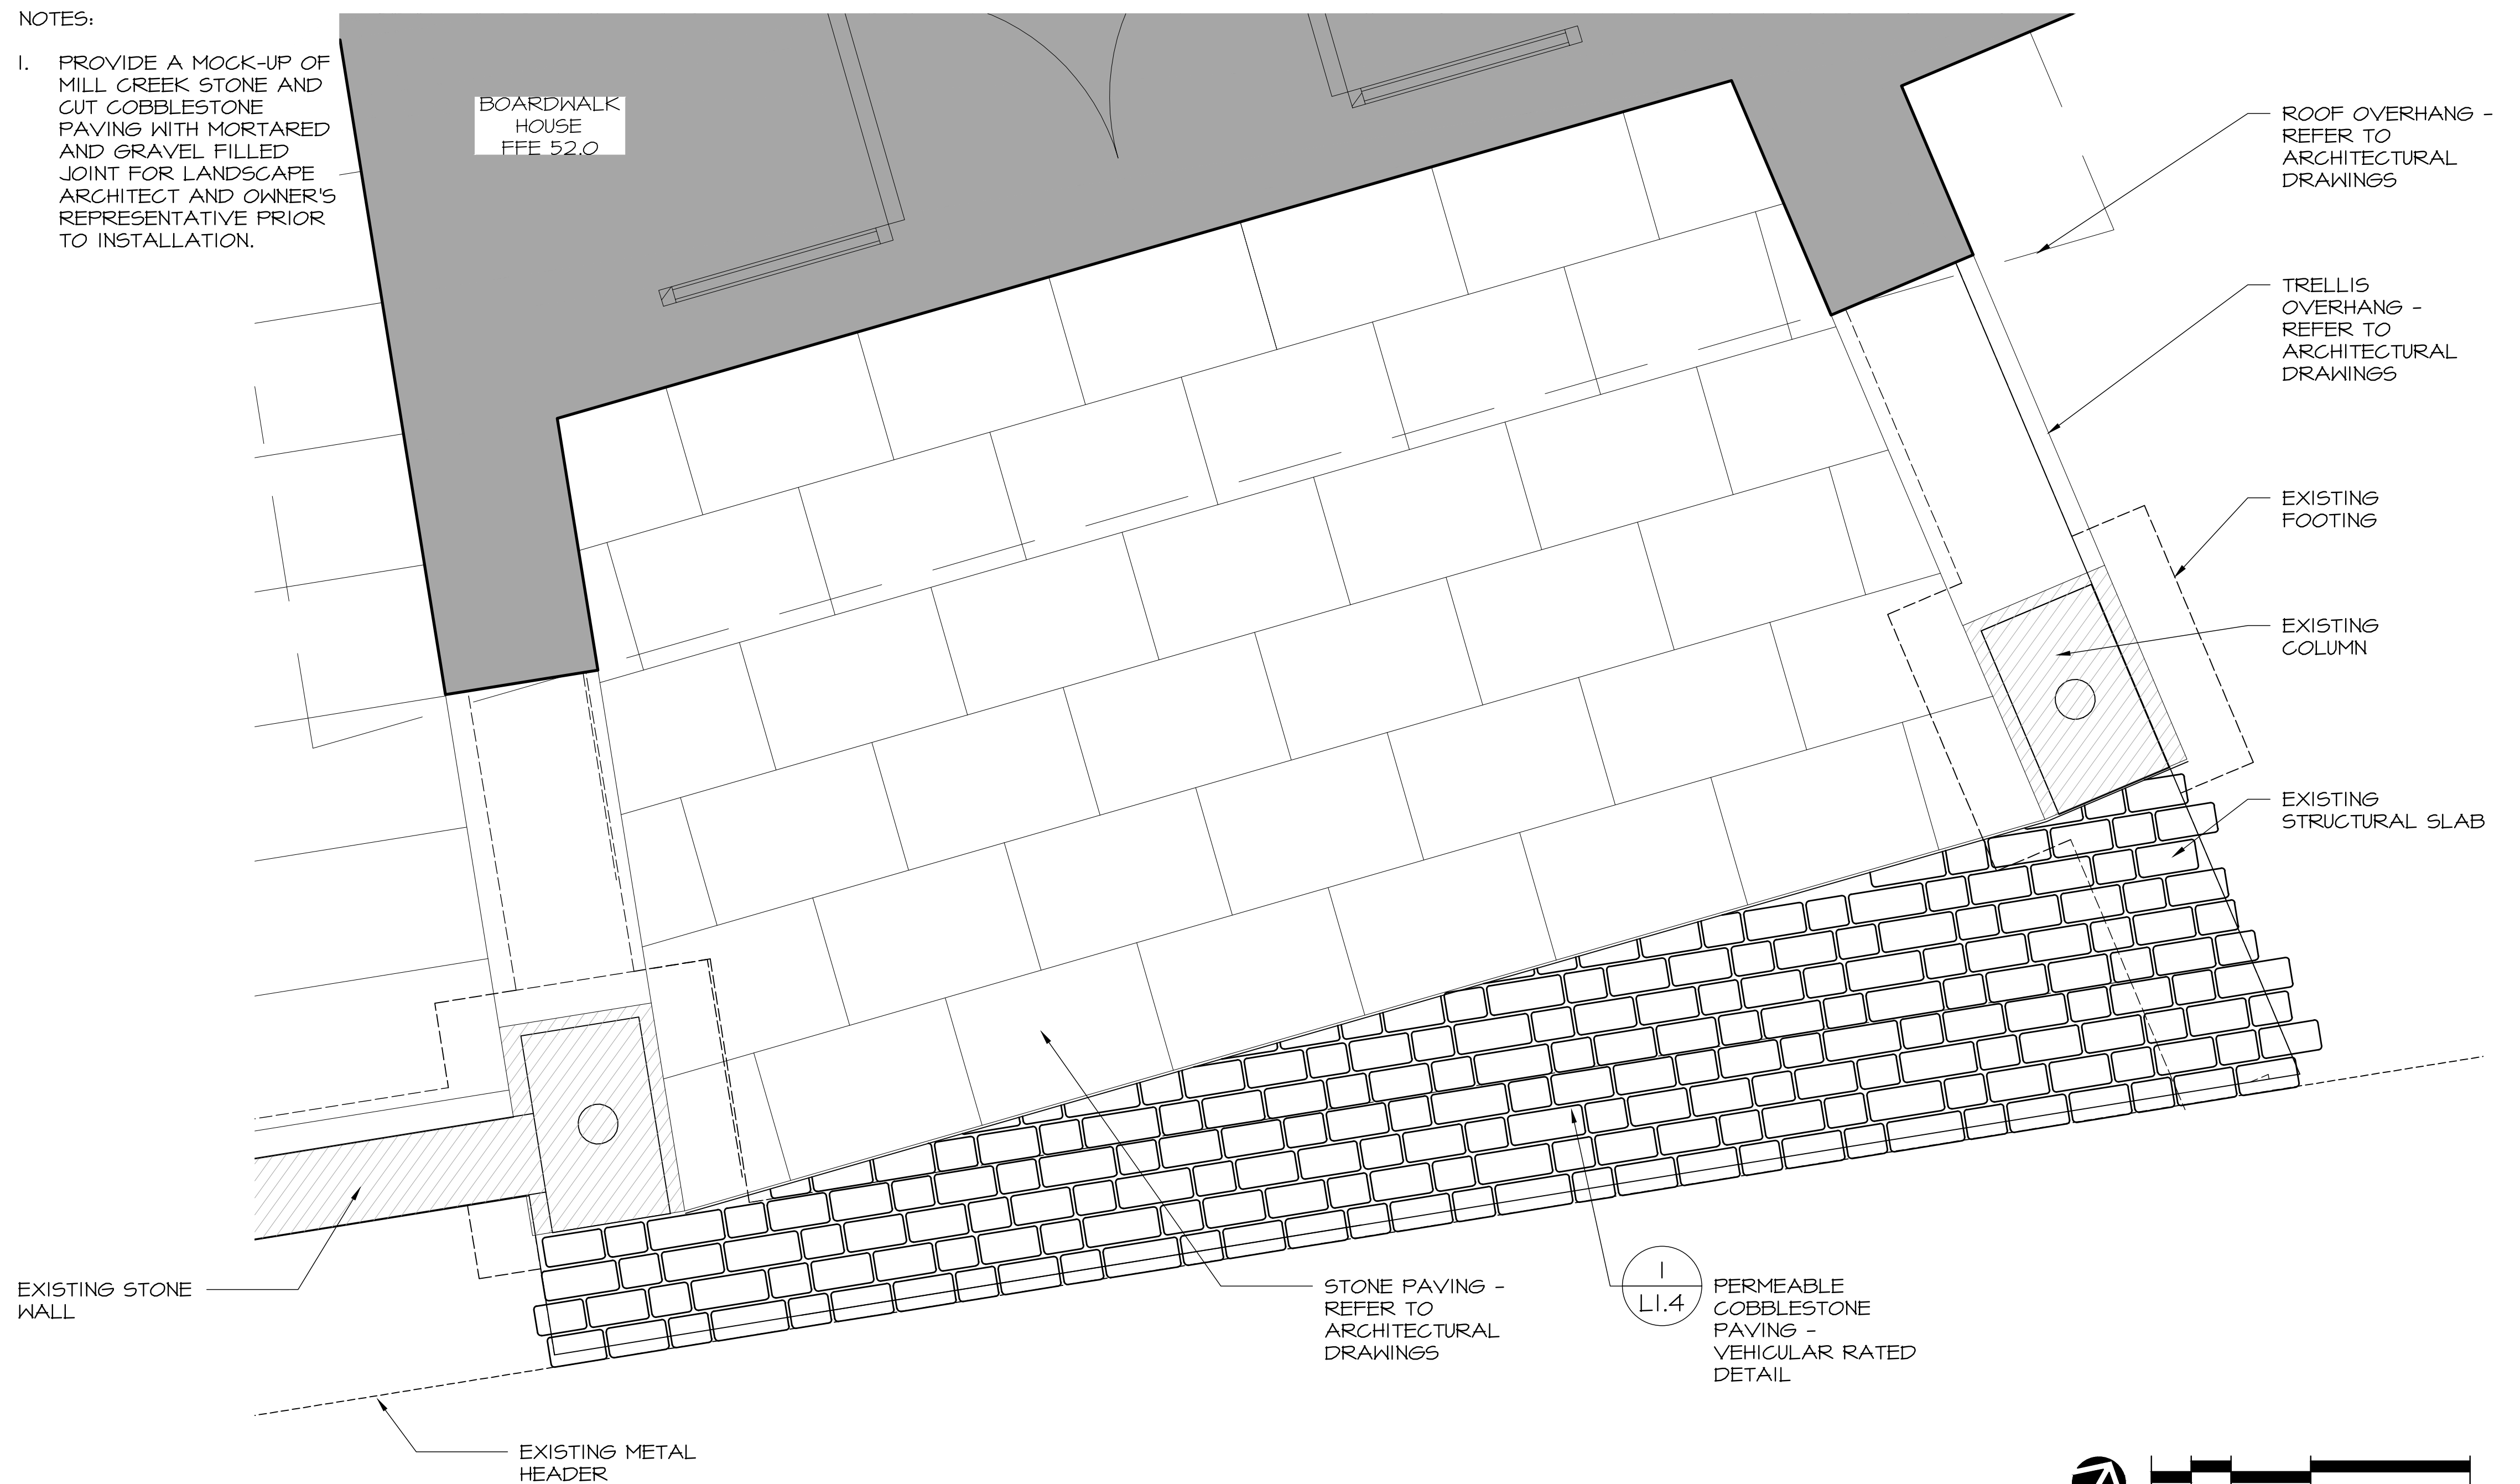 NOTES:
1. PROVIDE A MOCK-UP OF
MILL CREEK STONE AND
CUT COBBLESTONE
PAVING WITH MORTARED
AND GRAVEL FILLED
JOINT FOR LANDSCAPE
ARCHITECT AND OWNER'S
REPRESENTATIVE PRIOR
TO INSTALLATION.
BOARDWALK
HOUSE
FFE 52.0
ROOF OVERHANG -
REFER TO
ARCHITECTURAL
DRAWINGS
TRELLIS
OVERHANG -
REFER TO
ARCHITECTURAL
DRAWINGS
EXISTING
FOOTING
EXISTING
COLUMN
EXISTING
STRUCTURAL SLAB
EXISTING STONE
WALL
STONE PAVING -
REFER TO
ARCHITECTURAL
DRAWINGS
1
L1.4
PERMEABLE
COBBLESTONE
PAVING -
VEHICULAR RATED
DETAIL
EXISTING METAL
HEADER